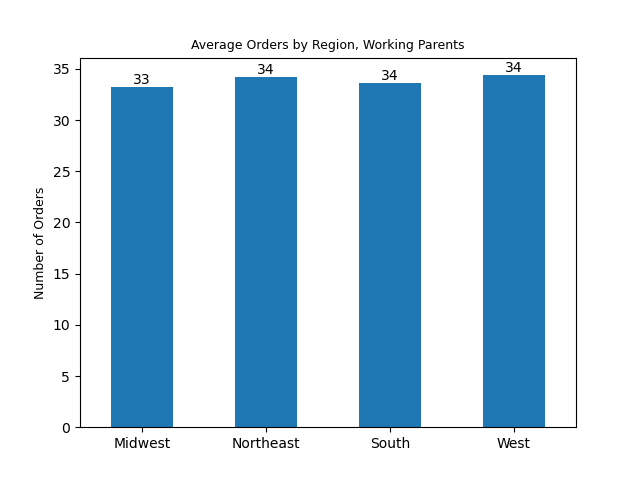 Average Orders by Region, Working Parents
Number of Orders
35
30
25
20
15
10
5
0
33
34
34
34
Midwest
Northeast
South
West